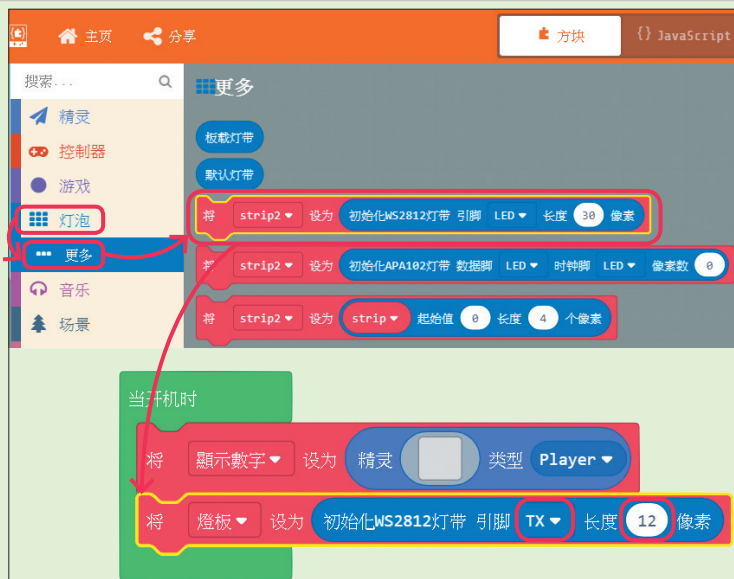 主页 分享 方块 {} JavaScript
搜索...
更多
精灵
控制器
游戏
灯泡
更多
音乐
场景
板载灯带
默认灯带
将 strip2 设为 初始化WS2812灯带 引脚 LED 长度 30 像素
将 strip2 设为 初始化APA102灯带 数据脚 LED 时钟脚 LED 像素数 0
将 strip2 设为 strip 起始值 0 长度 4 个像素
当开机时
将 顯示數字 设为 精灵 类型 Player
将 燈板 设为 初始化WS2812灯带 引脚 TX 长度 12 像素